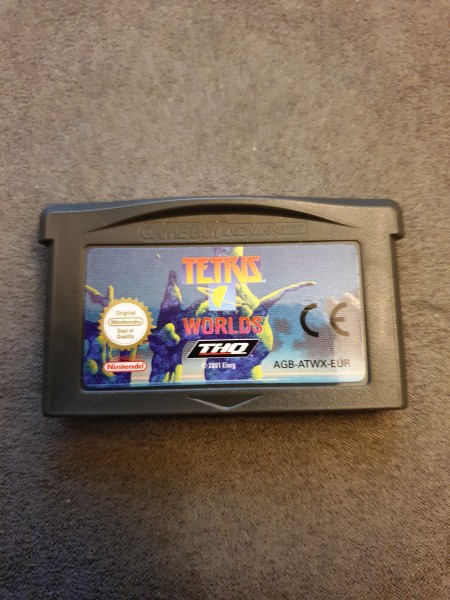 GAME BOY ADVANCE
TETRIS
WORLDS
THQ
© 2001 Elorg
Original
Nintendo
Seal of
Quality
Nintendo
CE
AGB-ATWX-EUR